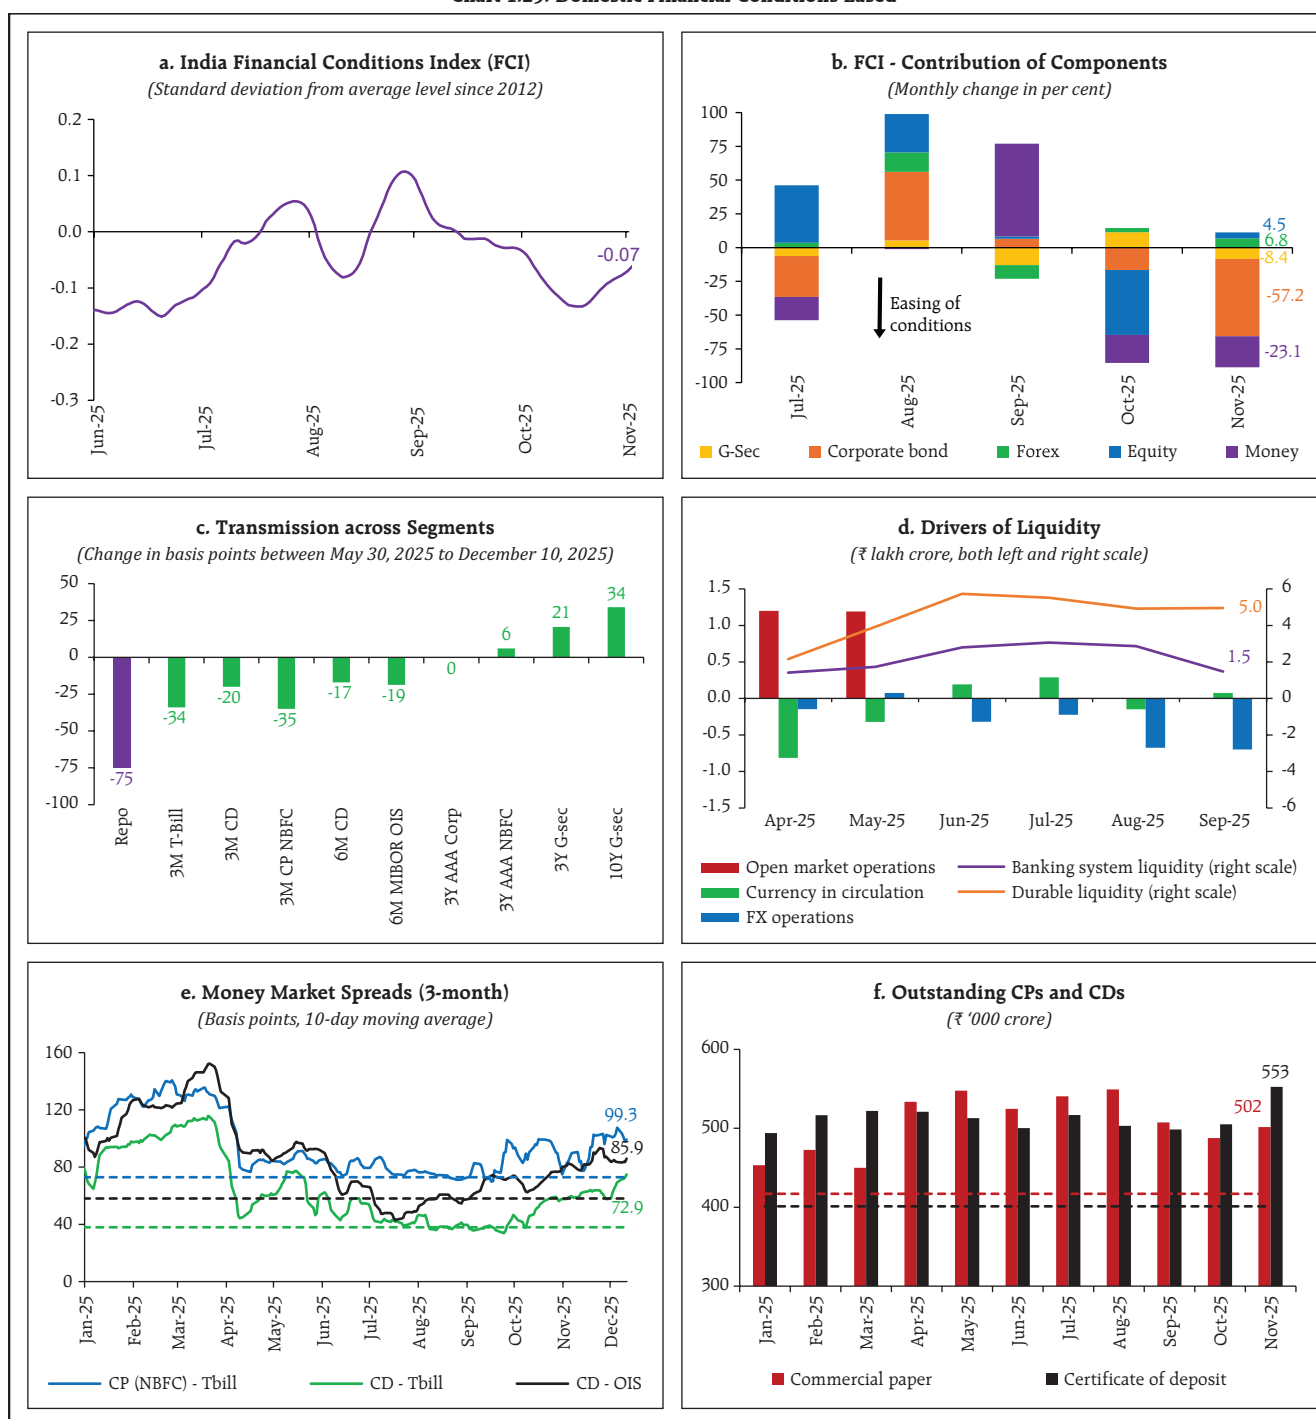 Chart 1.25: Domestic Financial Conditions Eased
a. India Financial Conditions Index (FCI)
(Standard deviation from average level since 2012)
0.2
0.1
0.0
-0.1
-0.2
-0.3
-0.07
Jun-25
Jul-25
Aug-25
Sep-25
Oct-25
Nov-25
b. FCI - Contribution of Components
(Monthly change in per cent)
100
75
50
25
0
-25
-50
-75
-100
Easing of
conditions
4.5
6.8
-8.4
-57.2
-23.1
Jul-25
Aug-25
Sep-25
Oct-25
Nov-25
G-Sec
Corporate bond
Forex
Equity
Money
c. Transmission across Segments
(Change in basis points between May 30, 2025 to December 10, 2025)
50
25
0
-25
-50
-75
-100
-75
-34
-20
-35
-17
-19
0
6
21
34
Repo
3M T-Bill
3M CD
3M CP NBFC
6M CD
6M MIBOR OIS
3Y AAA Corp
3Y AAA NBFC
3Y G-sec
10Y G-sec
d. Drivers of Liquidity
(₹ lakh crore, both left and right scale)
1.5
1.0
0.5
0.0
-0.5
-1.0
-1.5
6
4
2
0
-2
-4
-6
5.0
1.5
Apr-25
May-25
Jun-25
Jul-25
Aug-25
Sep-25
Open market operations
Currency in circulation
FX operations
Banking system liquidity (right scale)
Durable liquidity (right scale)
e. Money Market Spreads (3-month)
(Basis points, 10-day moving average)
160
120
80
40
0
99.3
85.9
72.9
Jan-25
Feb-25
Mar-25
Apr-25
May-25
Jun-25
Jul-25
Aug-25
Sep-25
Oct-25
Nov-25
Dec-25
CP (NBFC) - Tbill
CD - Tbill
CD - OIS
f. Outstanding CPs and CDs
(₹ ‘000 crore)
600
500
400
300
553
502
Jan-25
Feb-25
Mar-25
Apr-25
May-25
Jun-25
Jul-25
Aug-25
Sep-25
Oct-25
Nov-25
Commercial paper
Certificate of deposit